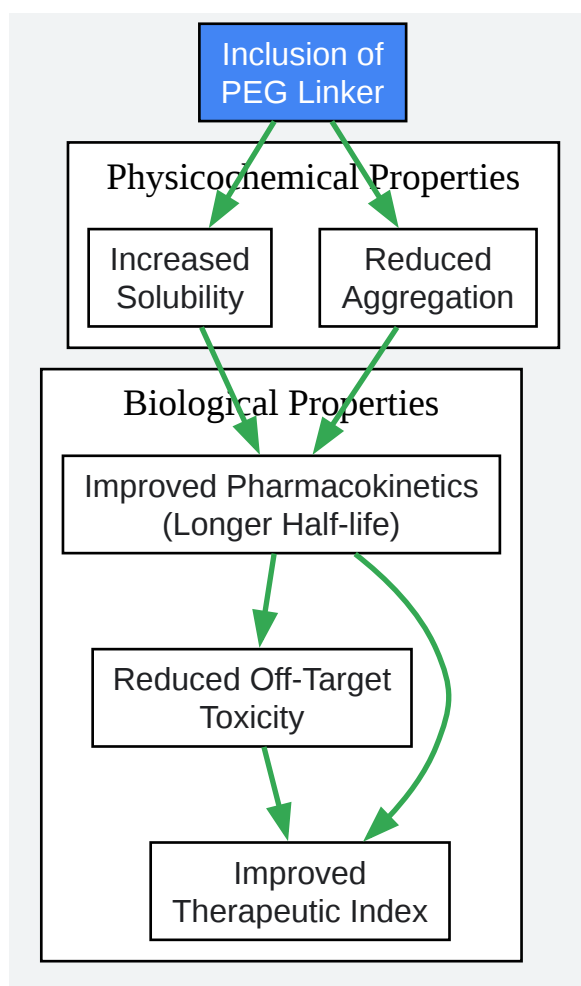 Inclusion of
PEG Linker
Physicochemical Properties
Increased
Solubility
Reduced
Aggregation
Biological Properties
Improved Pharmacokinetics
(Longer Half-life)
Reduced Off-Target
Toxicity
Improved
Therapeutic Index